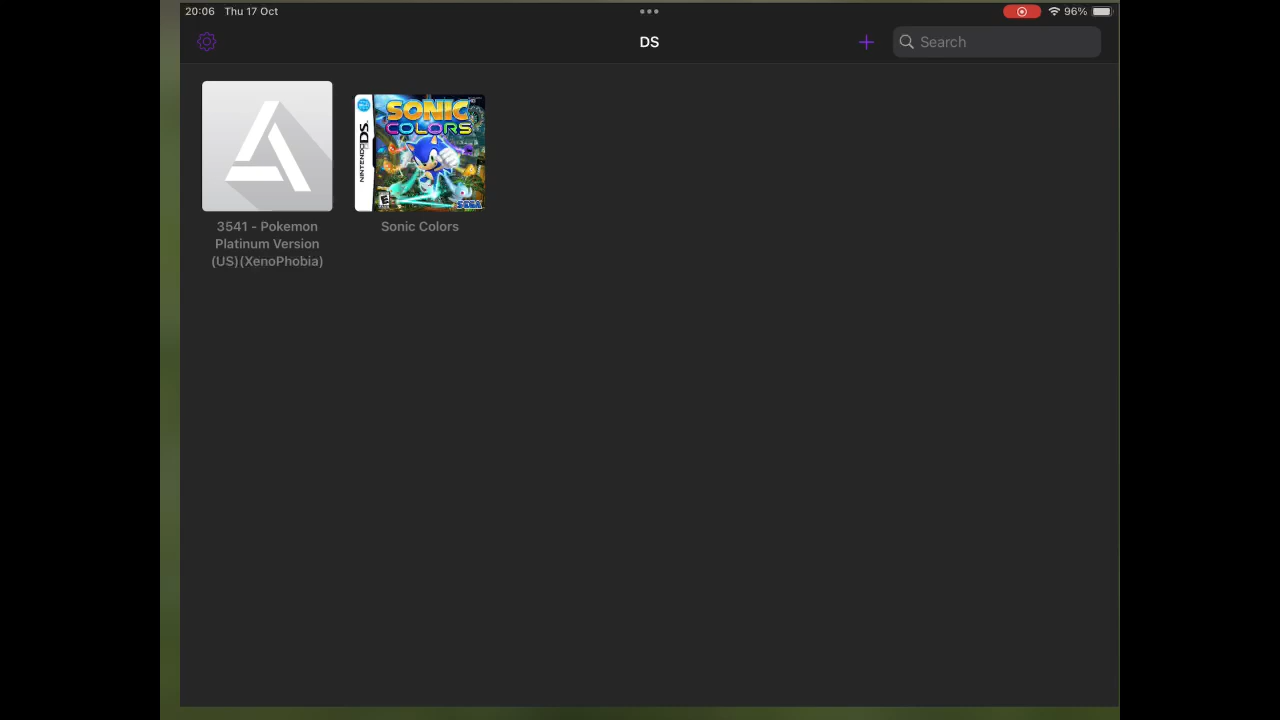 20:06 Thu 17 Oct
96%
DS
Search
NINTENDO DS
SONIC
COLORS
E
SEGA
3541 - Pokemon
Platinum Version
(US)(XenoPhobia)
Sonic Colors